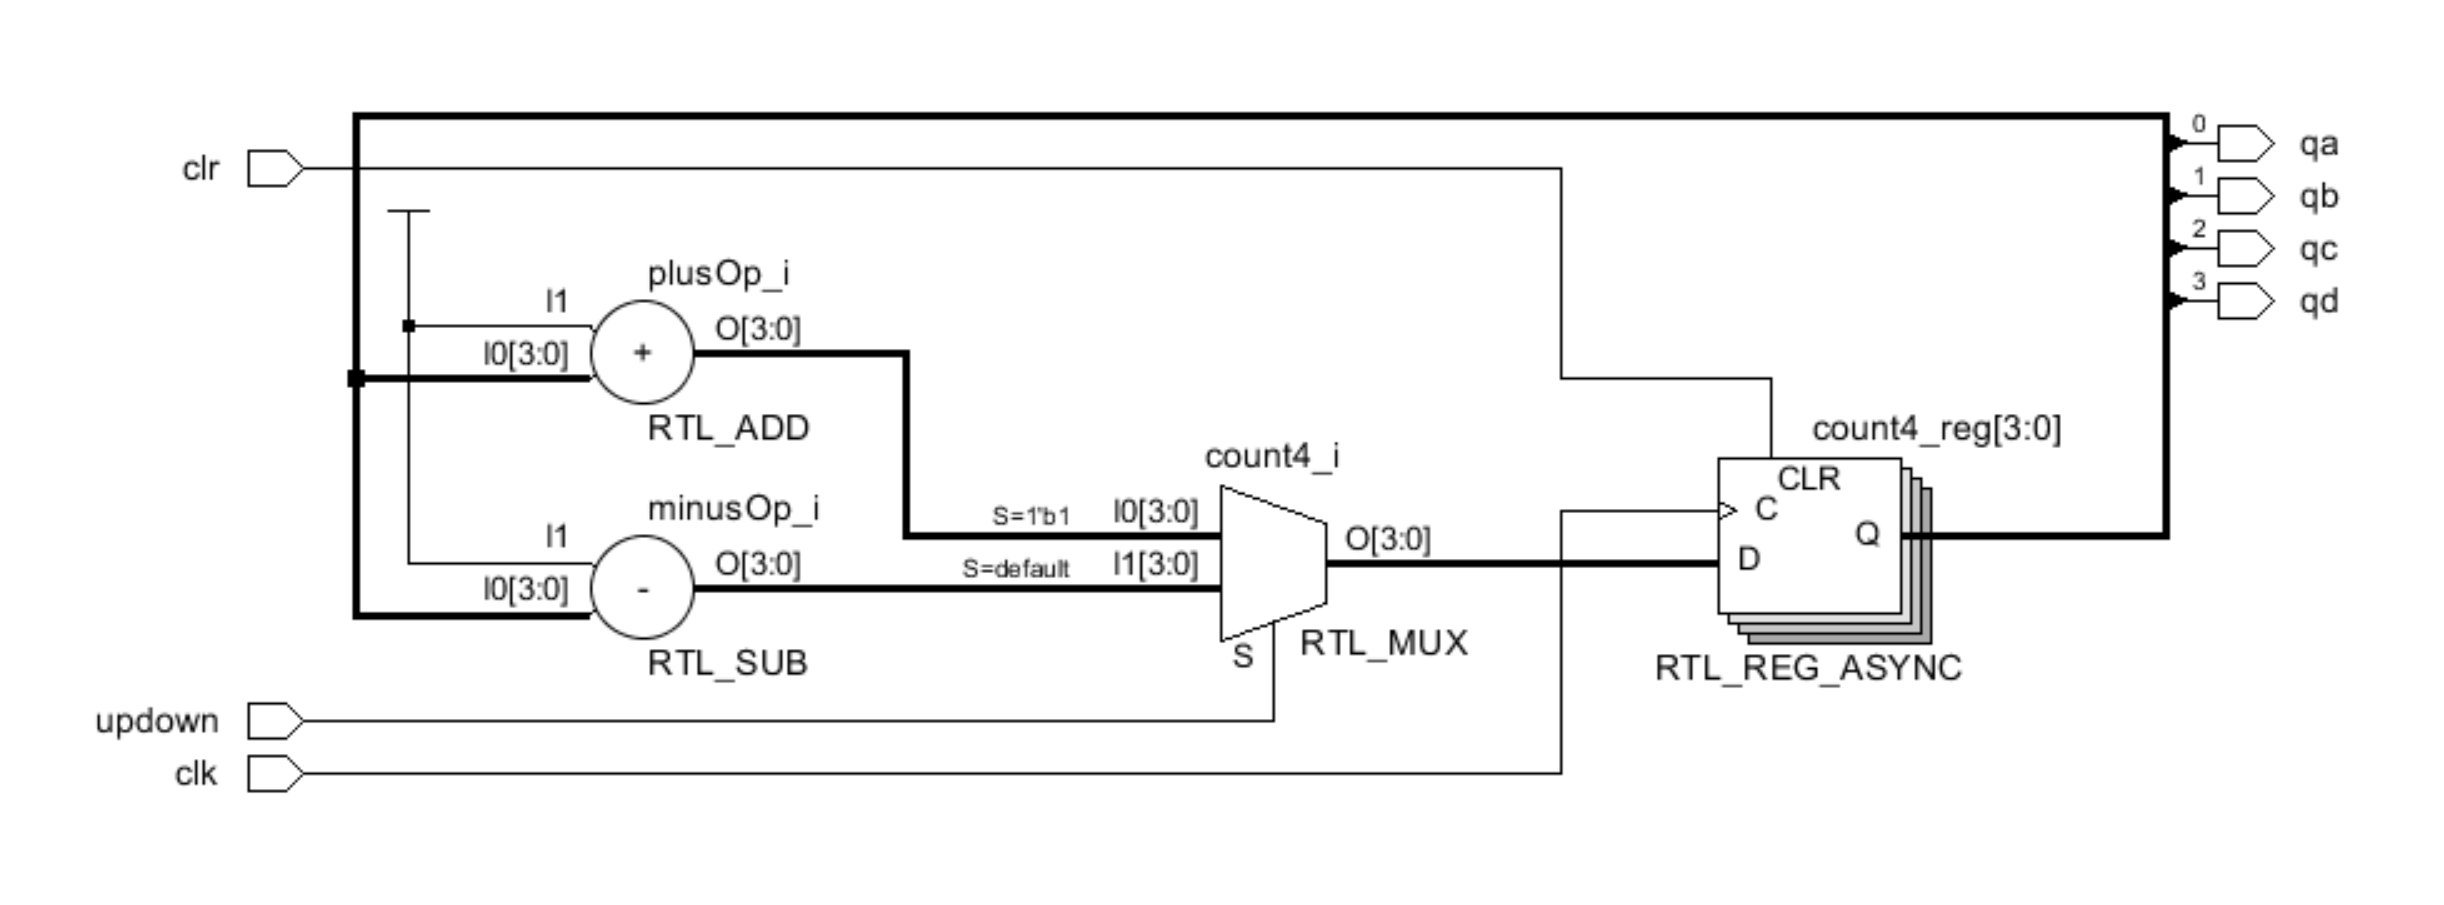 clr
0
qa
1
qb
2
qc
3
qd
plusOp_i
I1
O[3:0]
I0[3:0]
+
RTL_ADD
count4_reg[3:0]
count4_i
CLR
minusOp_i
S=1'b1
I0[3:0]
C
I1
O[3:0]
S=default
I1[3:0]
O[3:0]
Q
D
I0[3:0]
-
RTL_SUB
S
RTL_MUX
RTL_REG_ASYNC
updown
clk